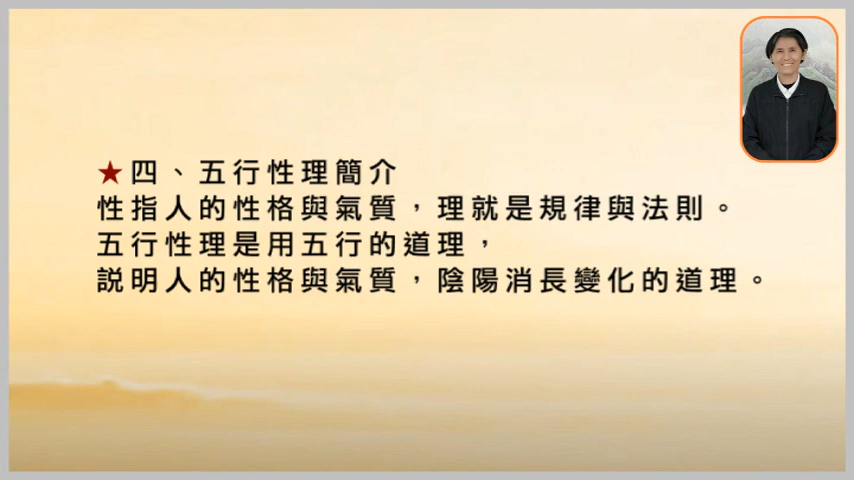 ★四、五行性理簡介
性指人的性格與氣質，理就是規律與法則。
五行性理是用五行的道理，
說明人的性格與氣質，陰陽消長變化的道理。